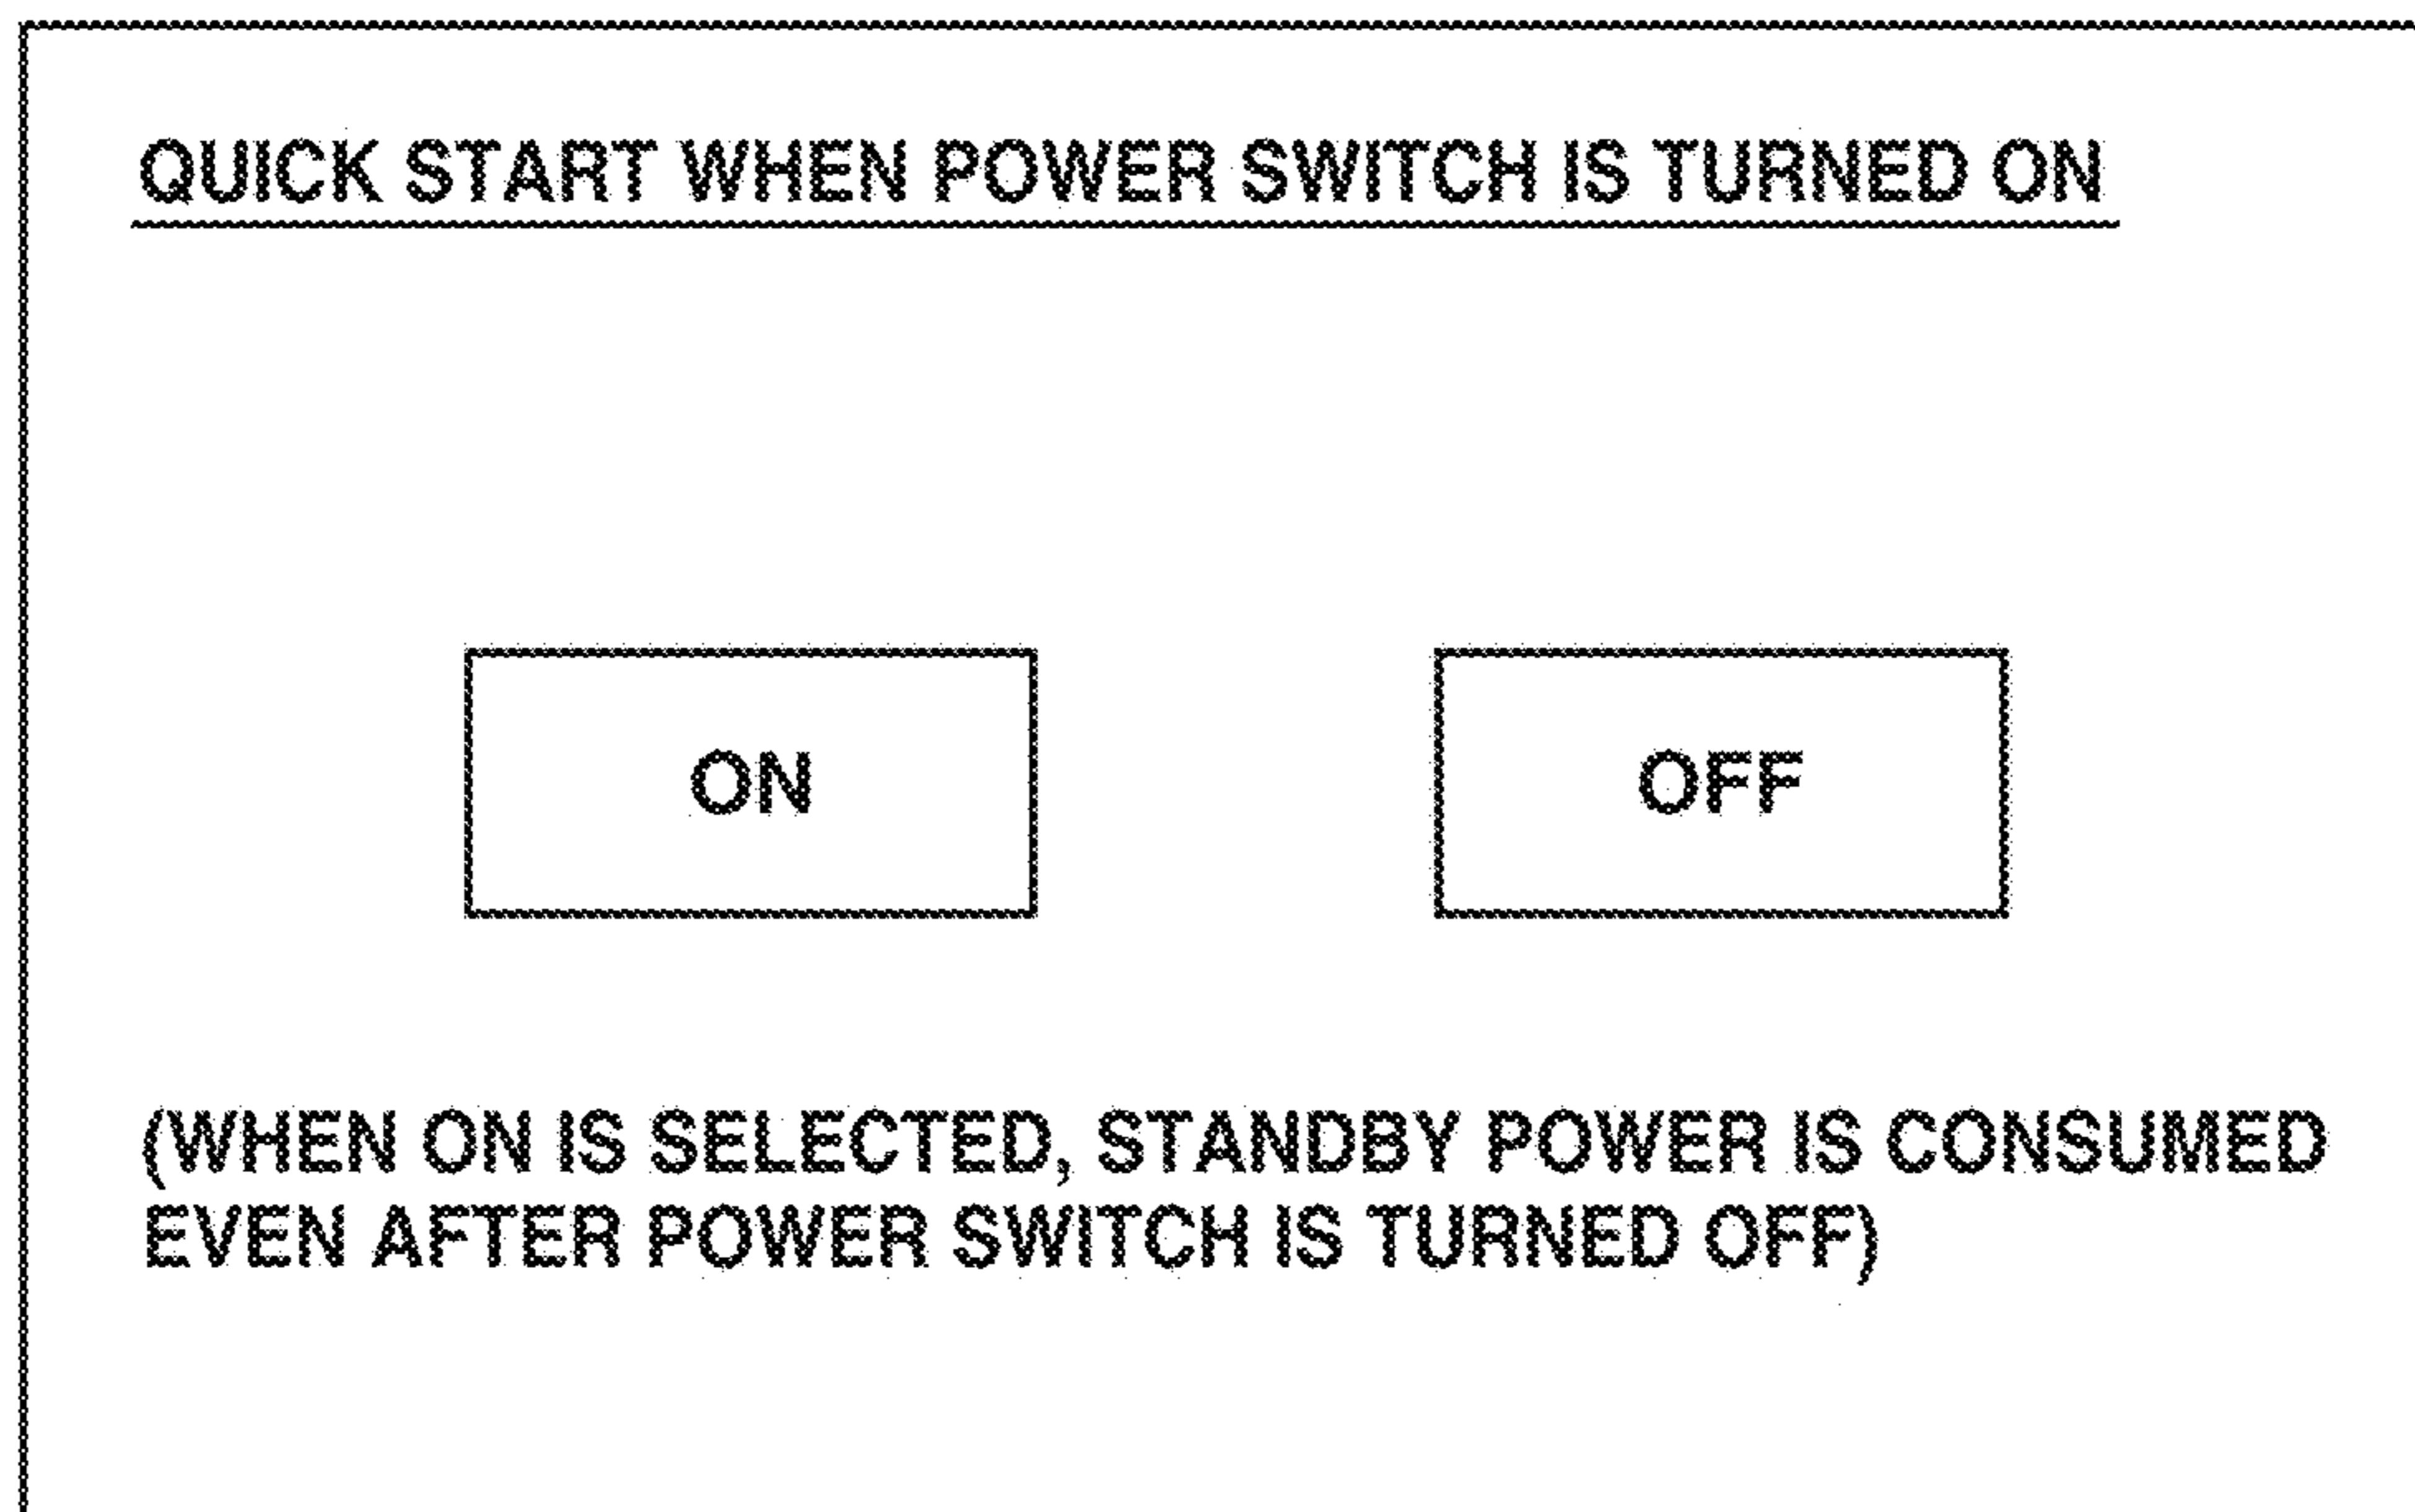 QUICK START WHEN POWER SWITCH IS TURNED ON
ON
OFF
(WHEN ON IS SELECTED, STANDBY POWER IS CONSUMED
EVEN AFTER POWER SWITCH IS TURNED OFF)